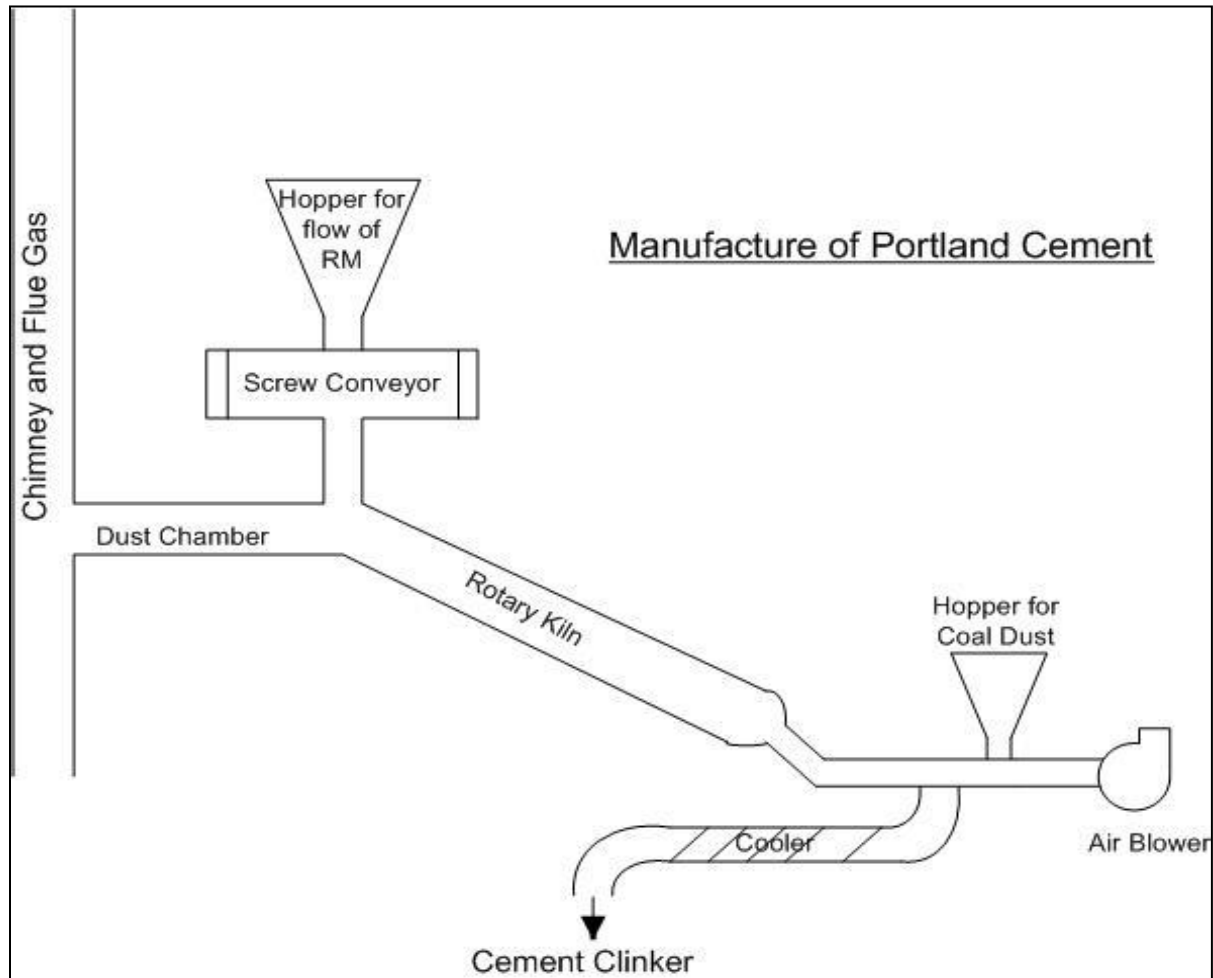 Chimney and Flue Gas
Hopper for
flow of
RM
Manufacture of Portland Cement
Screw Conveyor
Dust Chamber
Rotary Kiln
Hopper for
Coal Dust
Cooler
Air Blower
Cement Clinker